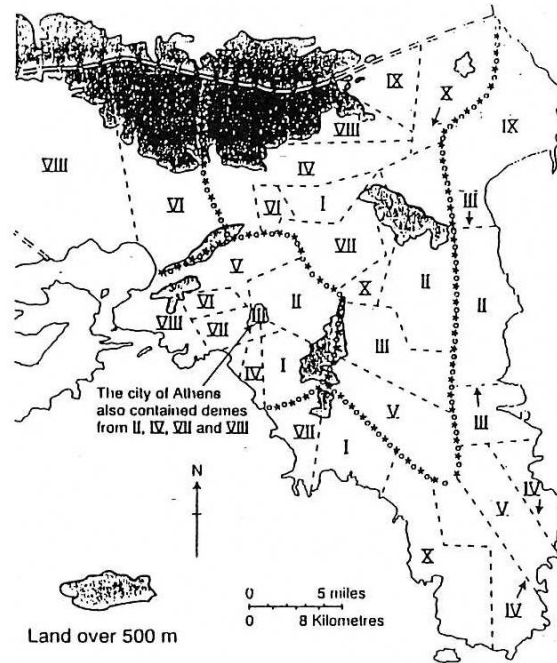 IX
X
IX
VIII
VIII
IV
III
VI
VI
I
VII
V
II
X
VI
II
II
III
VIII
VII
III
I
IV
The city of Athens
also contained demes
from II, IV, VII and VIII
V
III
VII
I
N
IV
V
X
0 5 miles
IV
0 8 Kilometres
Land over 500 m